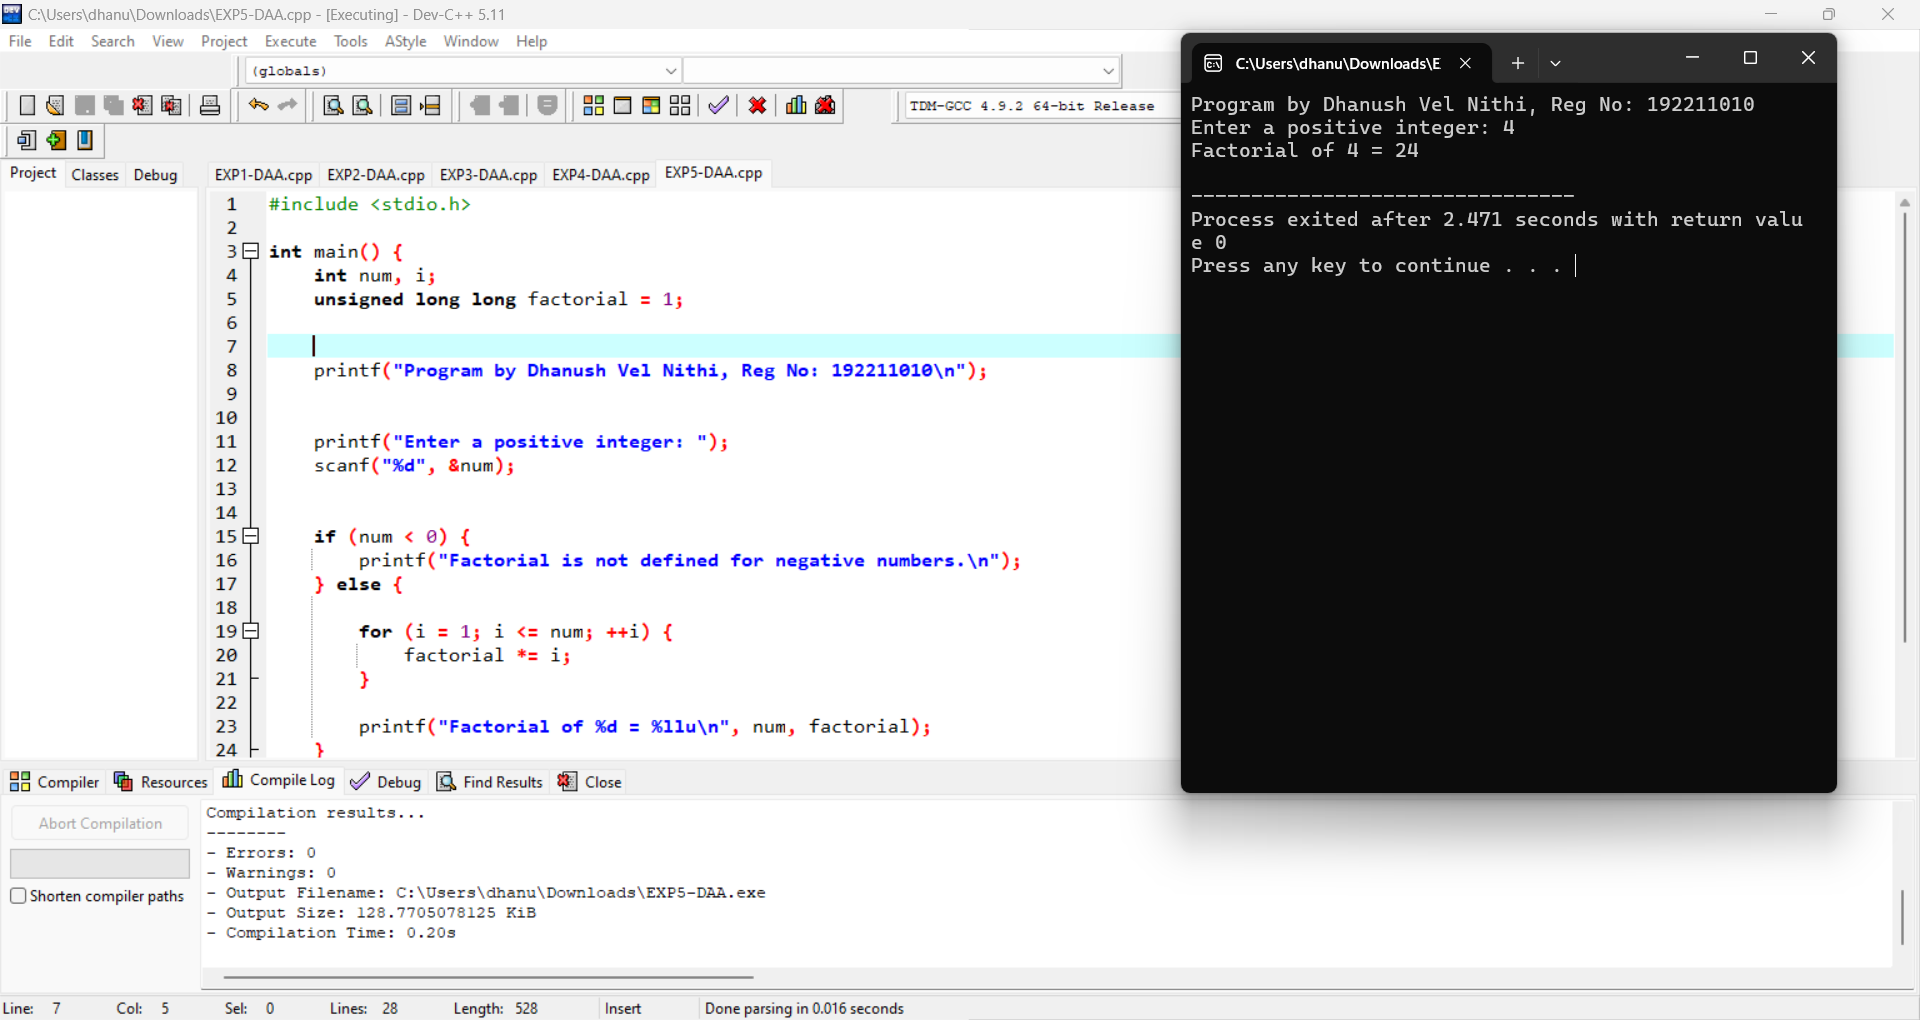 C:\Users\dhanu\Downloads\EXP5-DAA.cpp - [Executing] - Dev-C++ 5.11
File Edit Search View Project Execute Tools AStyle Window Help
(globals)
TDM-GCC 4.9.2 64-bit Release
Project Classes Debug
EXP1-DAA.cpp EXP2-DAA.cpp EXP3-DAA.cpp EXP4-DAA.cpp EXP5-DAA.cpp
1 #include <stdio.h>
2
3 int main() {
4 int num, i;
5 unsigned long long factorial = 1;
6
7
8 printf("Program by Dhanush Vel Nithi, Reg No: 192211010\n");
9
10
11 printf("Enter a positive integer: ");
12 scanf("%d", &num);
13
14
15 if (num < 0) {
16 printf("Factorial is not defined for negative numbers.\n");
17 } else {
18
19 for (i = 1; i <= num; ++i) {
20 factorial *= i;
21 }
22
23 printf("Factorial of %d = %llu\n", num, factorial);
24 }
C:\Users\dhanu\Downloads\E
Program by Dhanush Vel Nithi, Reg No: 192211010
Enter a positive integer: 4
Factorial of 4 = 24
--------------------------------
Process exited after 2.471 seconds with return valu
e 0
Press any key to continue . . .
Compiler Resources Compile Log Debug Find Results Close
Abort Compilation
Shorten compiler paths
Compilation results...
--------
- Errors: 0
- Warnings: 0
- Output Filename: C:\Users\dhanu\Downloads\EXP5-DAA.exe
- Output Size: 128.7705078125 KiB
- Compilation Time: 0.20s
Line: 7 Col: 5 Sel: 0 Lines: 28 Length: 528 Insert Done parsing in 0.016 seconds